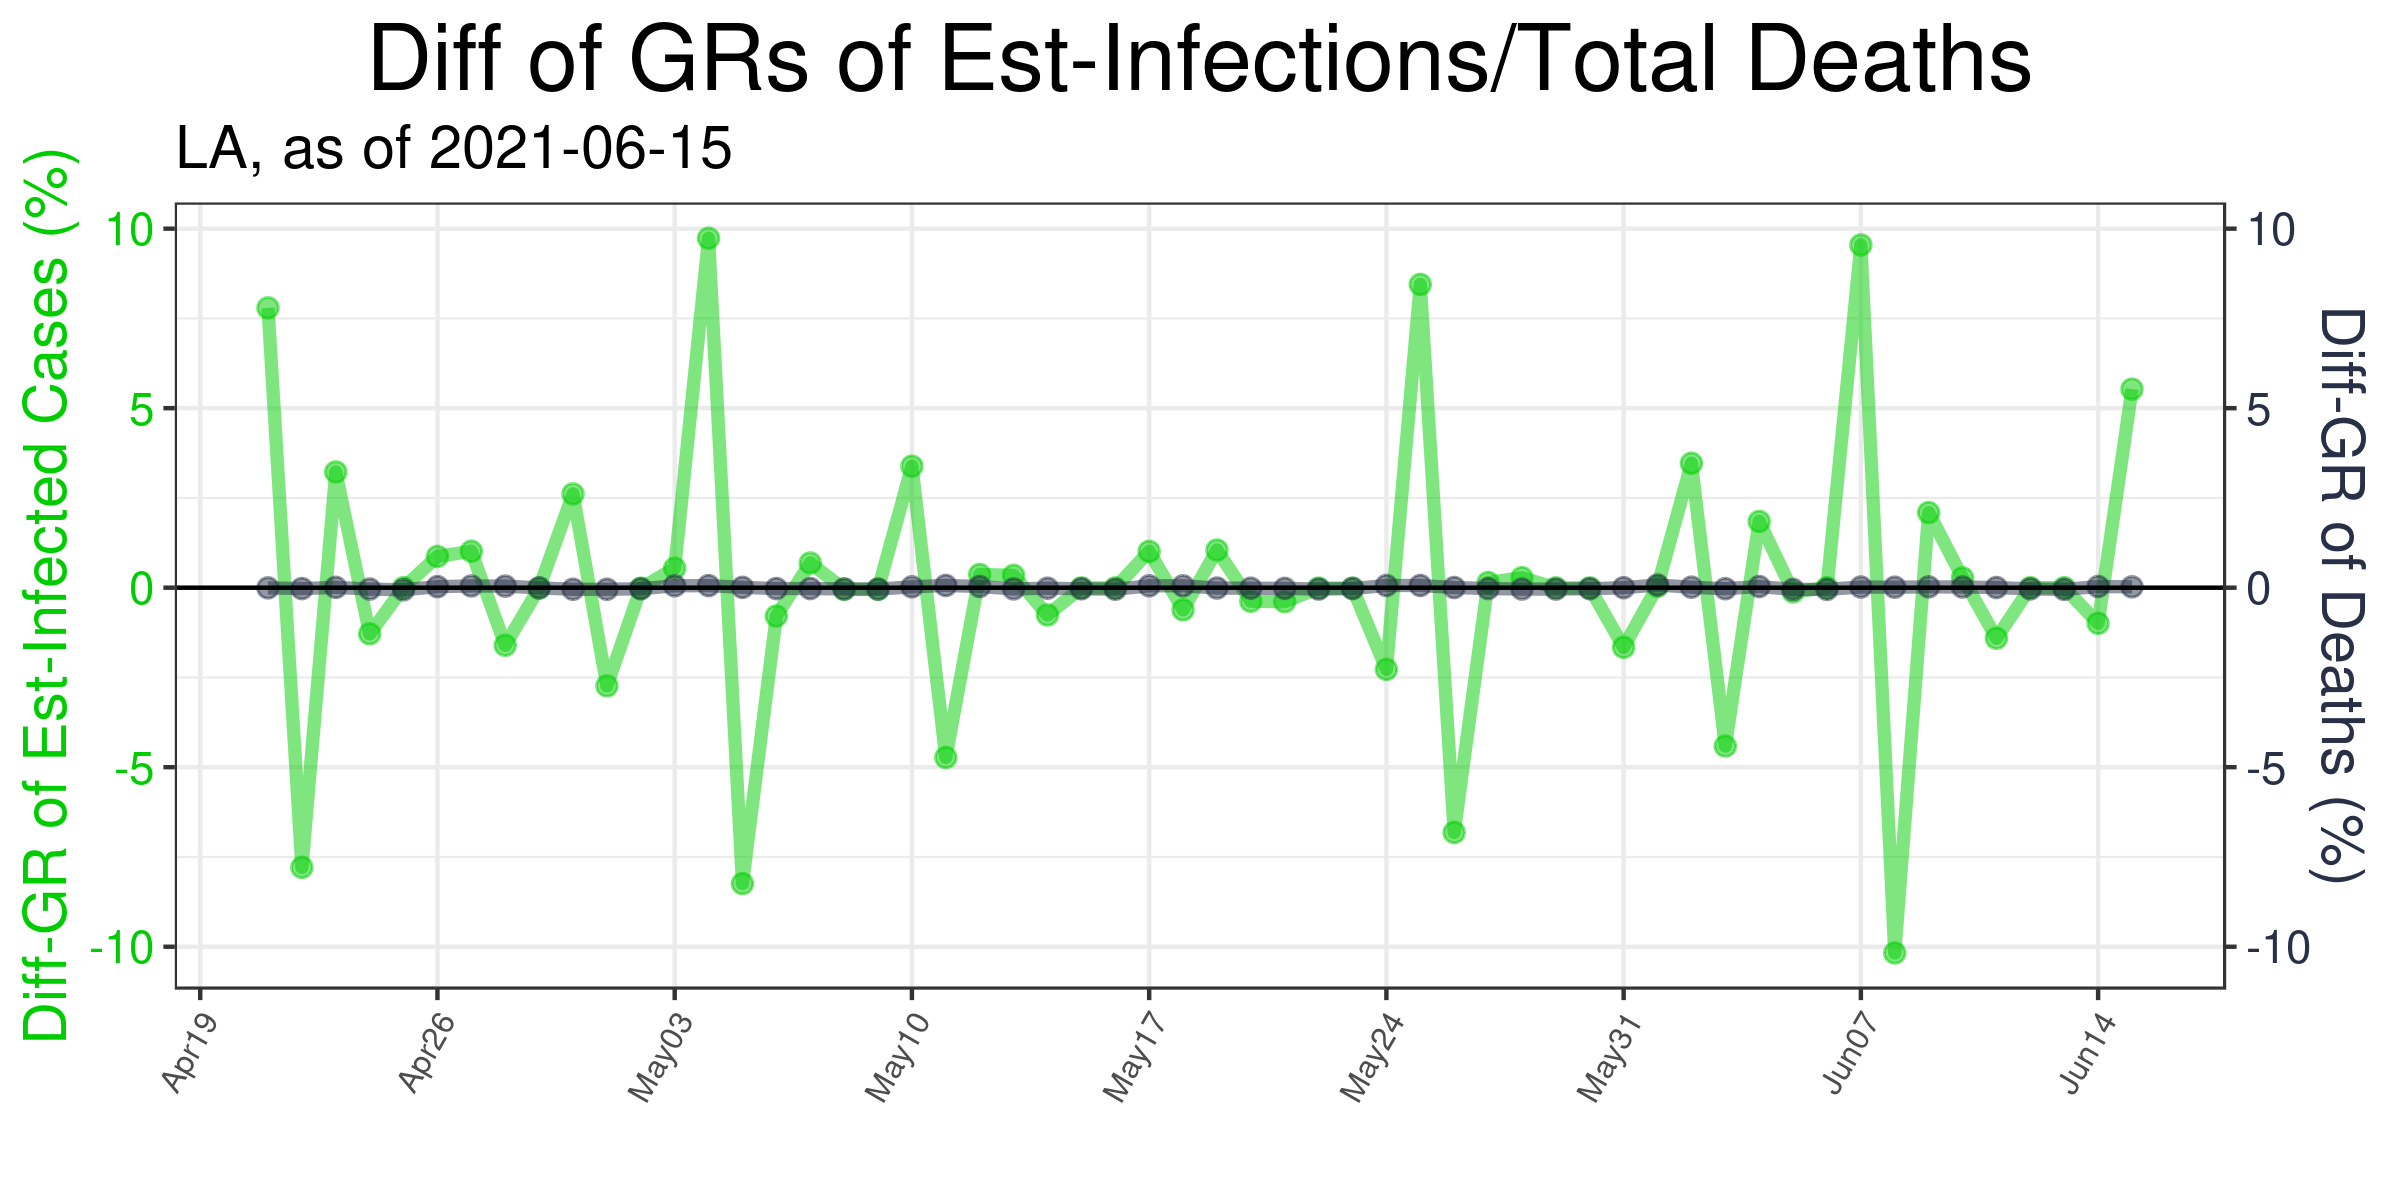 Diff of GRs of Est-Infections/Total Deaths
LA, as of 2021-06-15
Diff-GR of Est-Infected Cases (%)
10
5
0
-5
-10
10
5
0
-5
-10
Diff-GR of Deaths (%)
Apr19
Apr26
May03
May10
May17
May24
May31
Jun07
Jun14